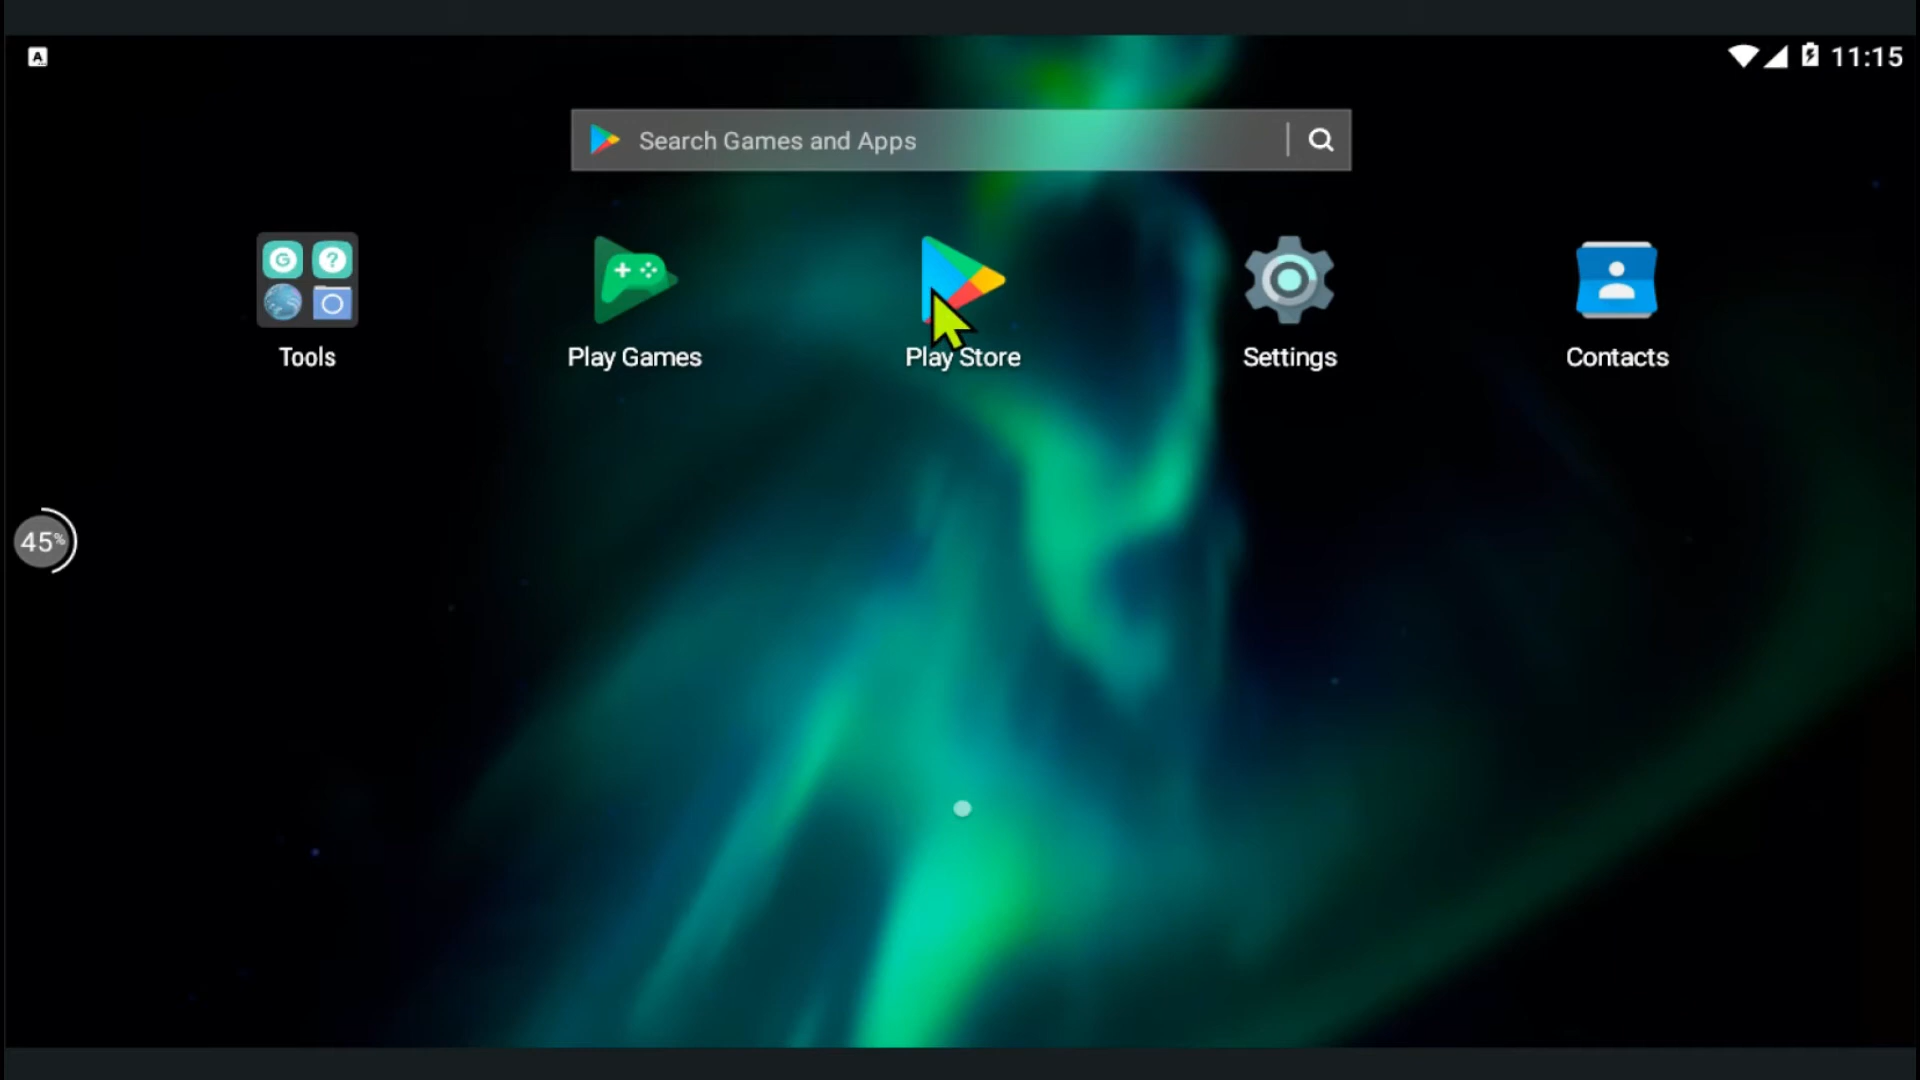 A
11:15
Search Games and Apps
G ?
Tools
Play Games
Play Store
Settings
Contacts
45%